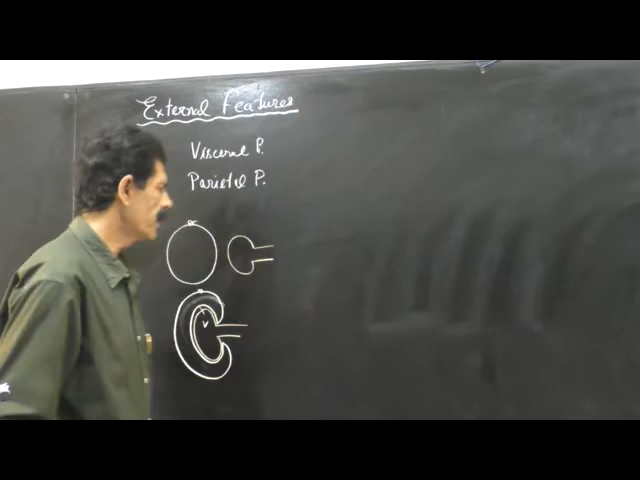 External Features
Visceral P.
Parietal P.
v